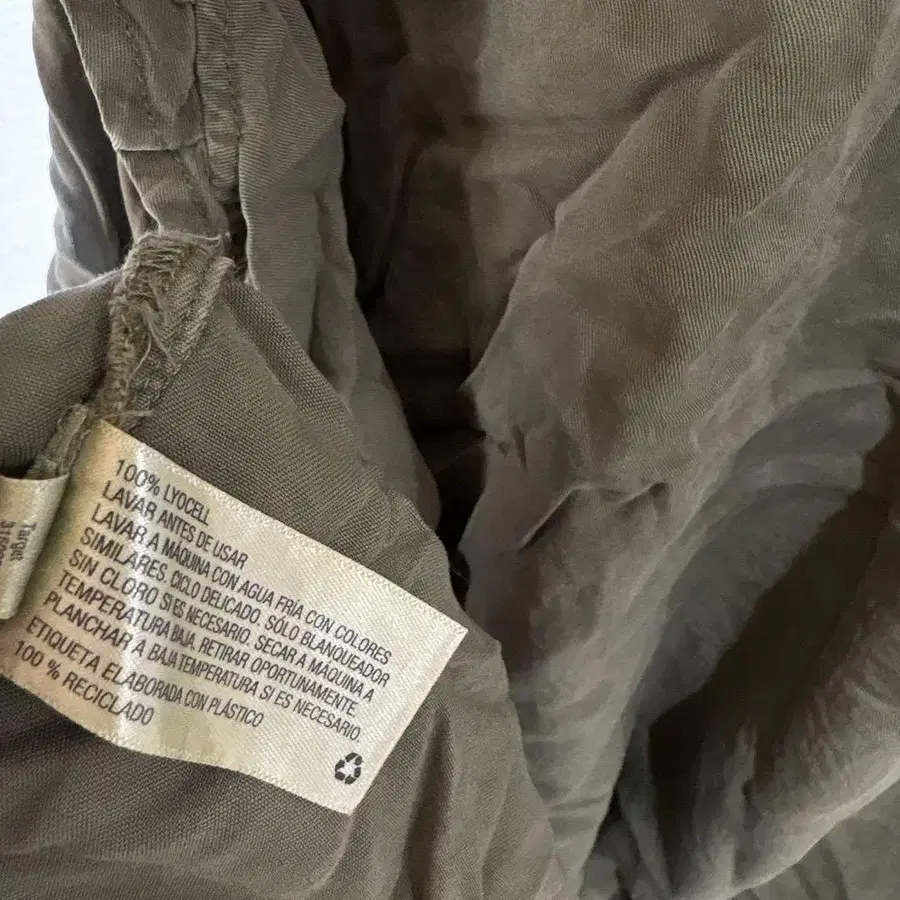 100% LYOCELL
LAVAR ANTES DE USAR
LAVAR A MÁQUINA CON AGUA FRIA CON COLORES
SIMILARES, CICLO DELICADO. SÓLO BLANQUEADOR
SIN CLORO SI ES NECESARIO. SECAR A MÁQUINA A
TEMPERATURA BAJA. RETIRAR OPORTUNAMENTE.
PLANCHAR A BAJA TEMPERATURA SI ES NECESARIO.
ETIQUETA ELABORADA CON PLÁSTICO
100 % RECICLADO
Target